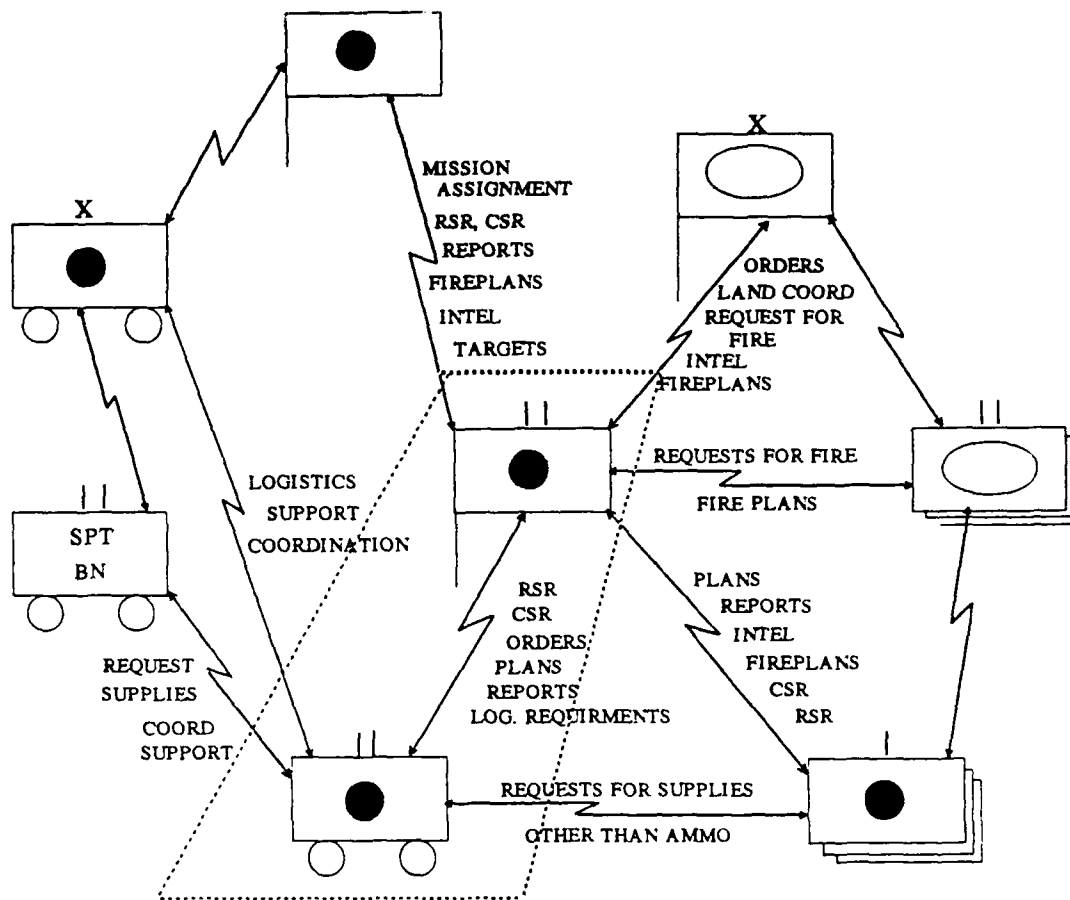 X
MISSION
ASSIGNMENT
RSR, CSR
REPORTS
FIREPLANS
INTEL
TARGETS
X
ORDERS
LAND COORD
REQUEST FOR
FIRE
INTEL
FIREPLANS
X
I I
REQUESTS FOR FIRE
FIRE PLANS
I I
LOGISTICS
SUPPORT
COORDINATION
I I
SPT
BN
RSR
CSR
ORDERS
PLANS
REPORTS
LOG. REQUIRMENTS
PLANS
REPORTS
INTEL
FIREPLANS
CSR
RSR
REQUEST
SUPPLIES
COORD
SUPPORT
I I
I
REQUESTS FOR SUPPLIES
OTHER THAN AMMO